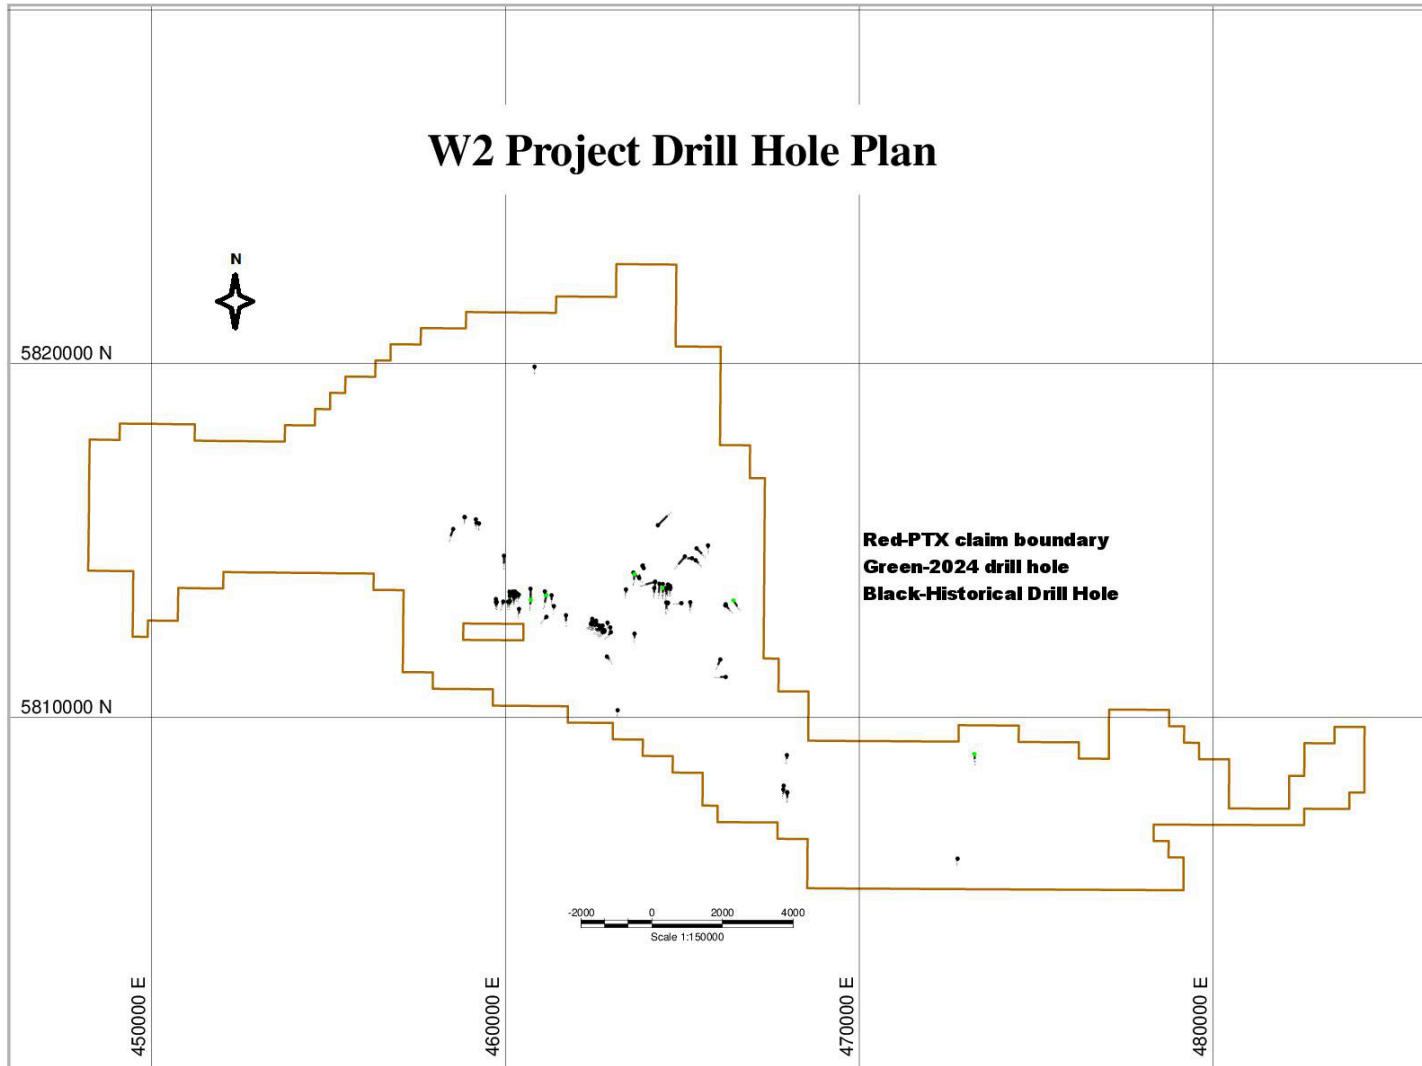 W2 Project Drill Hole Plan
N
5820000 N
Red-PTX claim boundary
Green-2024 drill hole
Black-Historical Drill Hole
5810000 N
-2000 0 2000 4000
Scale 1:150000
450000 E
460000 E
470000 E
480000 E